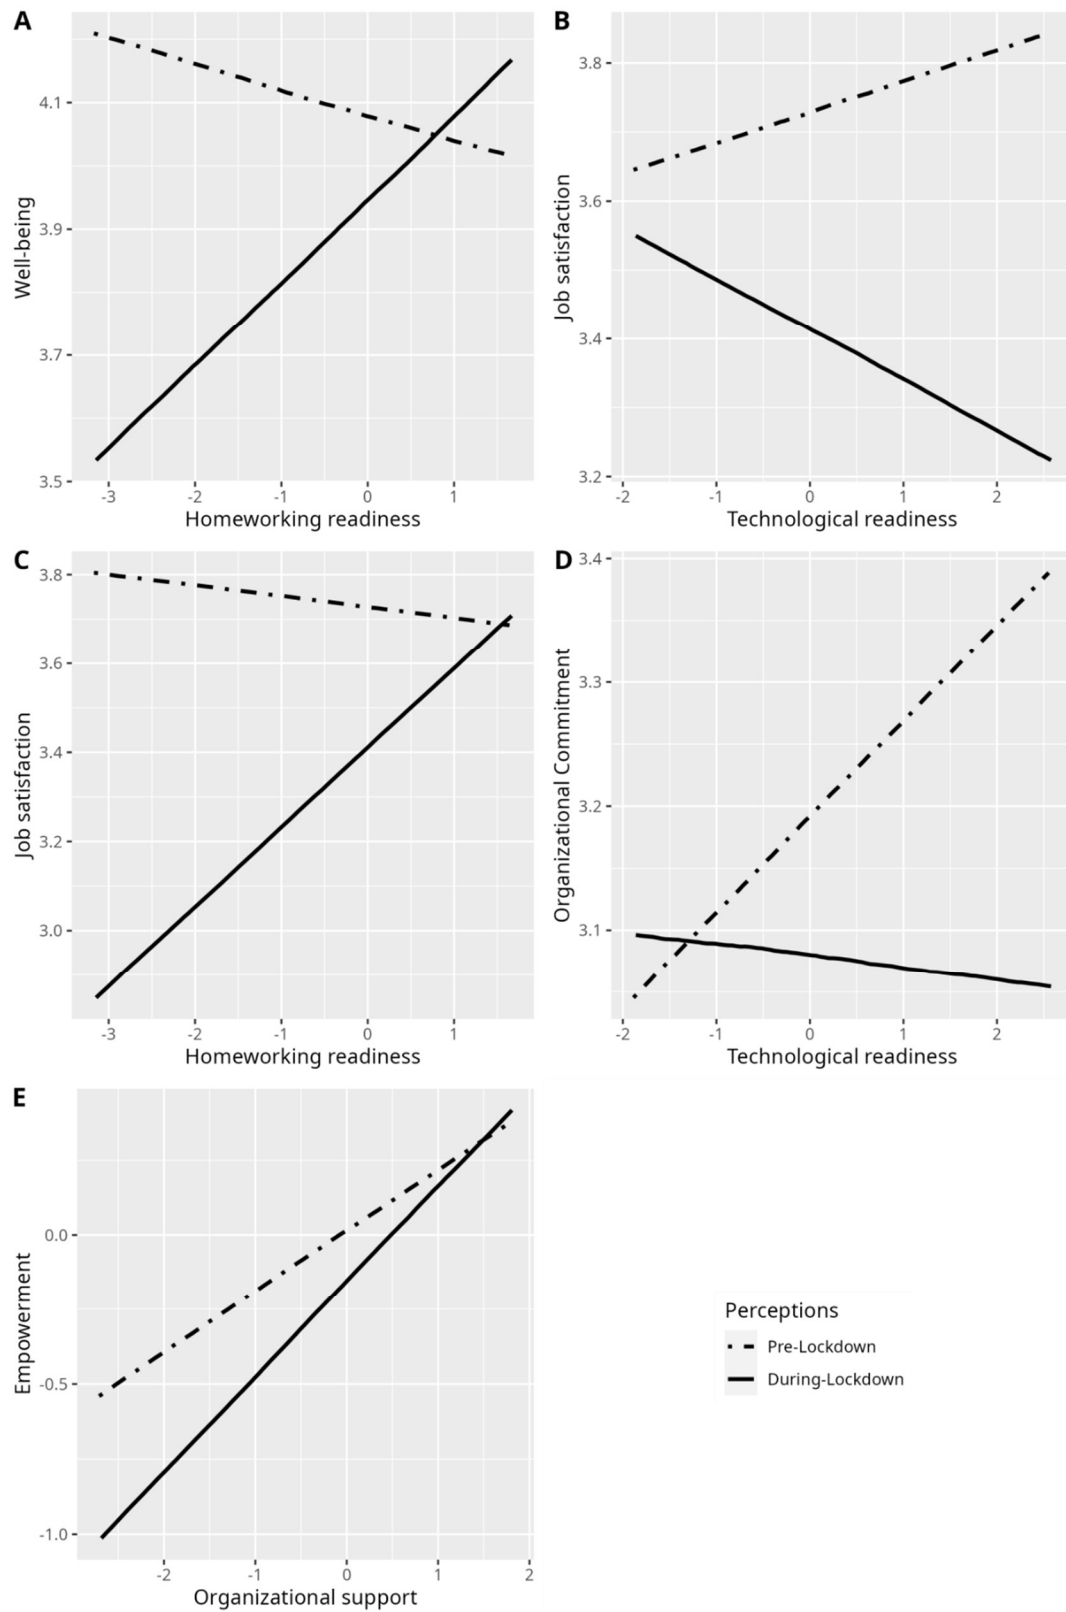 A
Well-being
4.1
3.9
3.7
3.5
-3 -2 -1 0 1
Homeworking readiness
B
Job satisfaction
3.8
3.6
3.4
3.2
-2 -1 0 1 2
Technological readiness
C
Job satisfaction
3.8
3.6
3.4
3.2
3.0
-3 -2 -1 0 1
Homeworking readiness
D
Organizational Commitment
3.4
3.3
3.2
3.1
-2 -1 0 1 2
Technological readiness
E
Empowerment
0.0
-0.5
-1.0
-2 -1 0 1 2
Organizational support
Perceptions
Pre-Lockdown
During-Lockdown